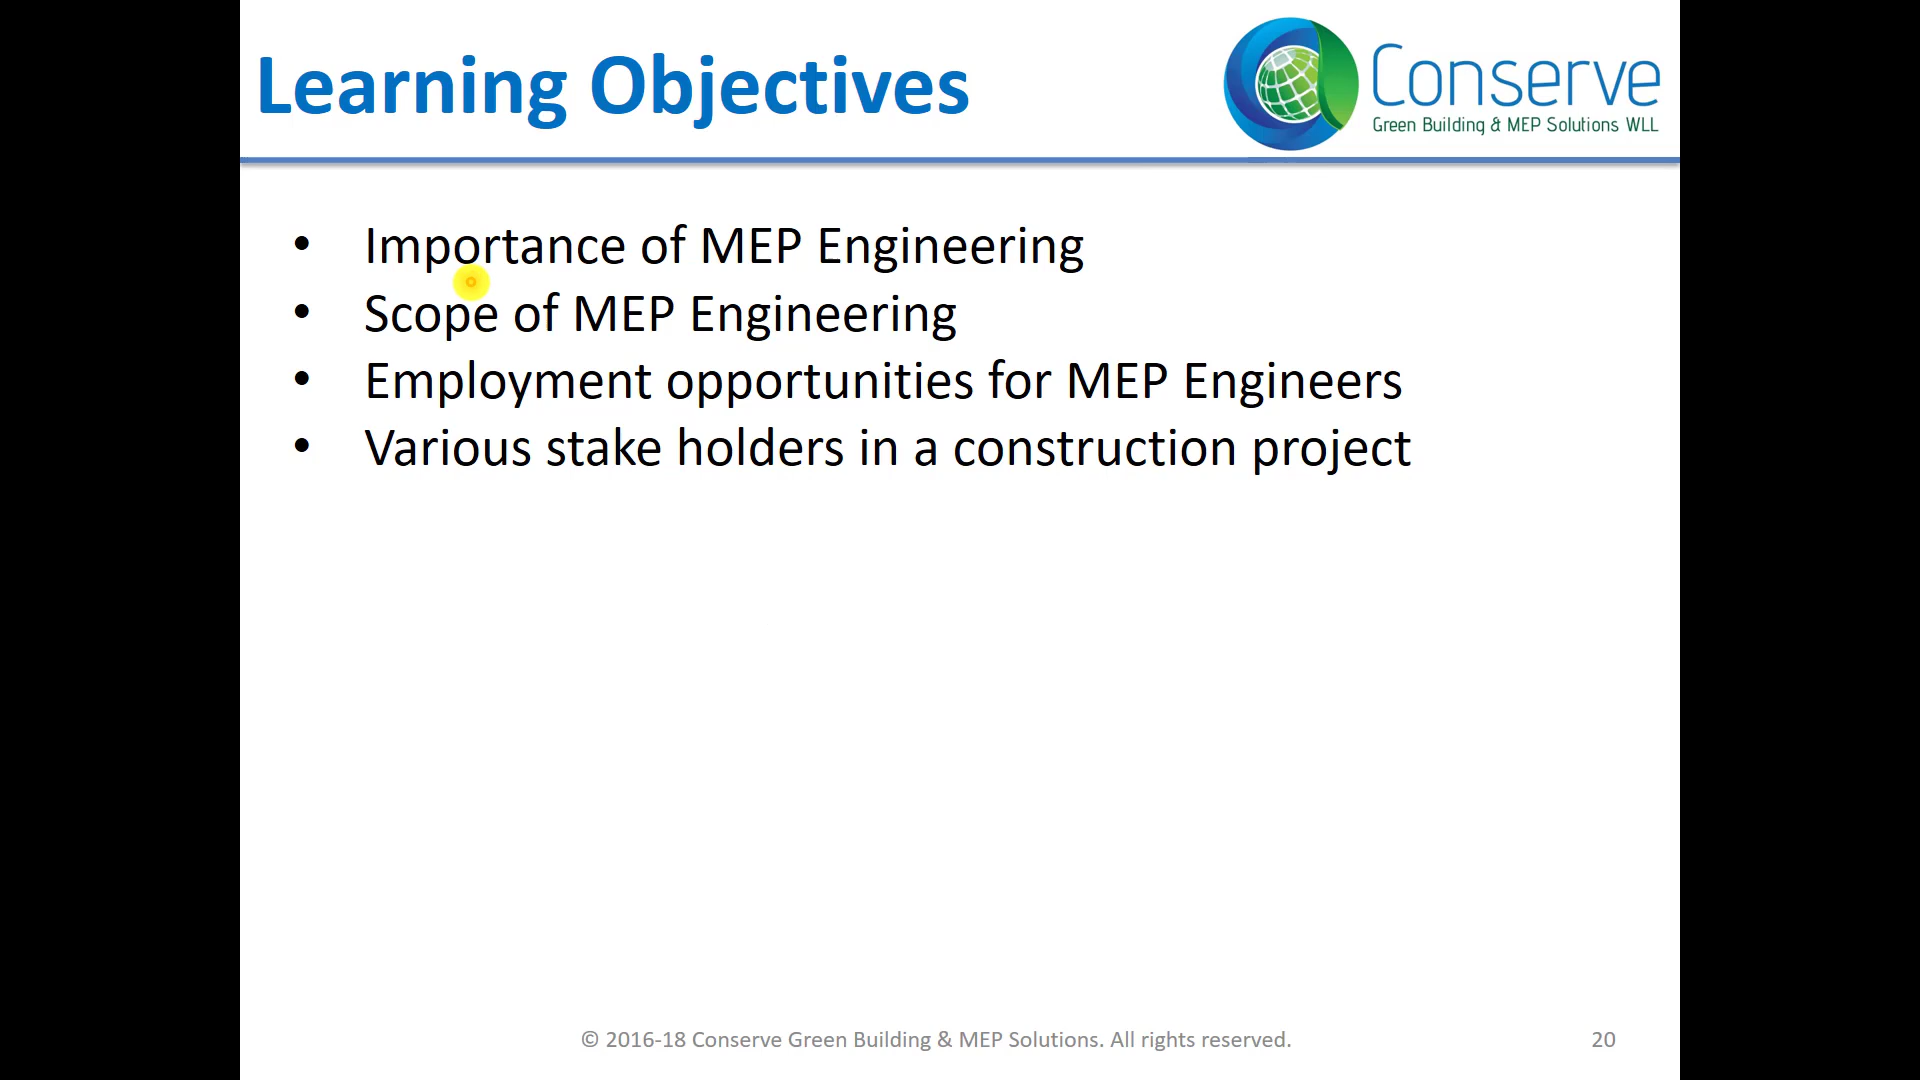 Learning Objectives
Conserve
Green Building & MEP Solutions WLL
• Importance of MEP Engineering
• Scope of MEP Engineering
• Employment opportunities for MEP Engineers
• Various stake holders in a construction project
© 2016-18 Conserve Green Building & MEP Solutions. All rights reserved.
20